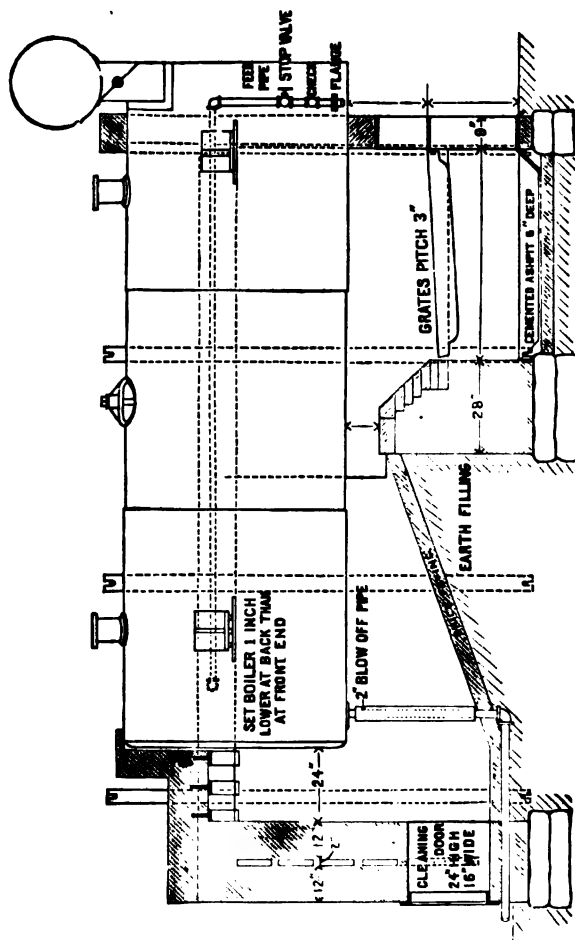 FEED
PIPE
STOP VALVE
CHECK
FLANGE
9"
GRATES PITCH 3"
CEMENTED ASHPIT 6" DEEP
28"
EARTH FILLING
2" BLOW OFF PIPE
SET BOILER 1 INCH
LOWER AT BACK THAN
AT FRONT END
24"
12"
2"
12"
CLEANING
DOOR
24" HIGH
16" WIDE